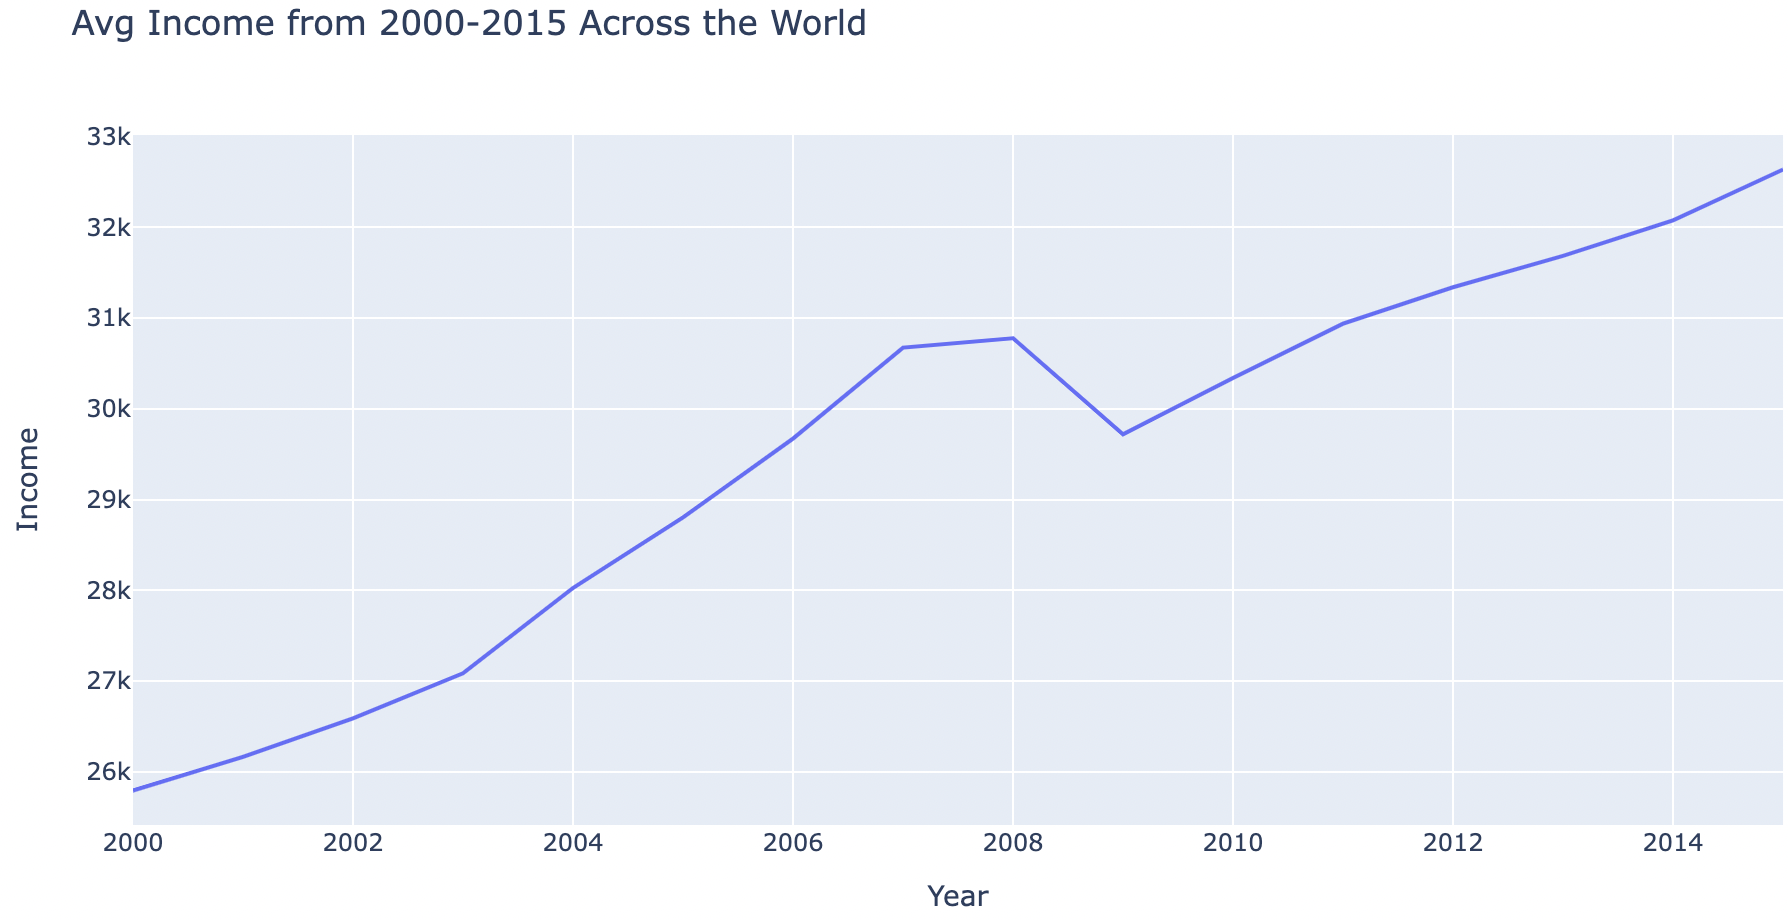 Avg Income from 2000-2015 Across the World
33k
32k
31k
30k
29k
28k
27k
26k
Income
2000 2002 2004 2006 2008 2010 2012 2014
Year